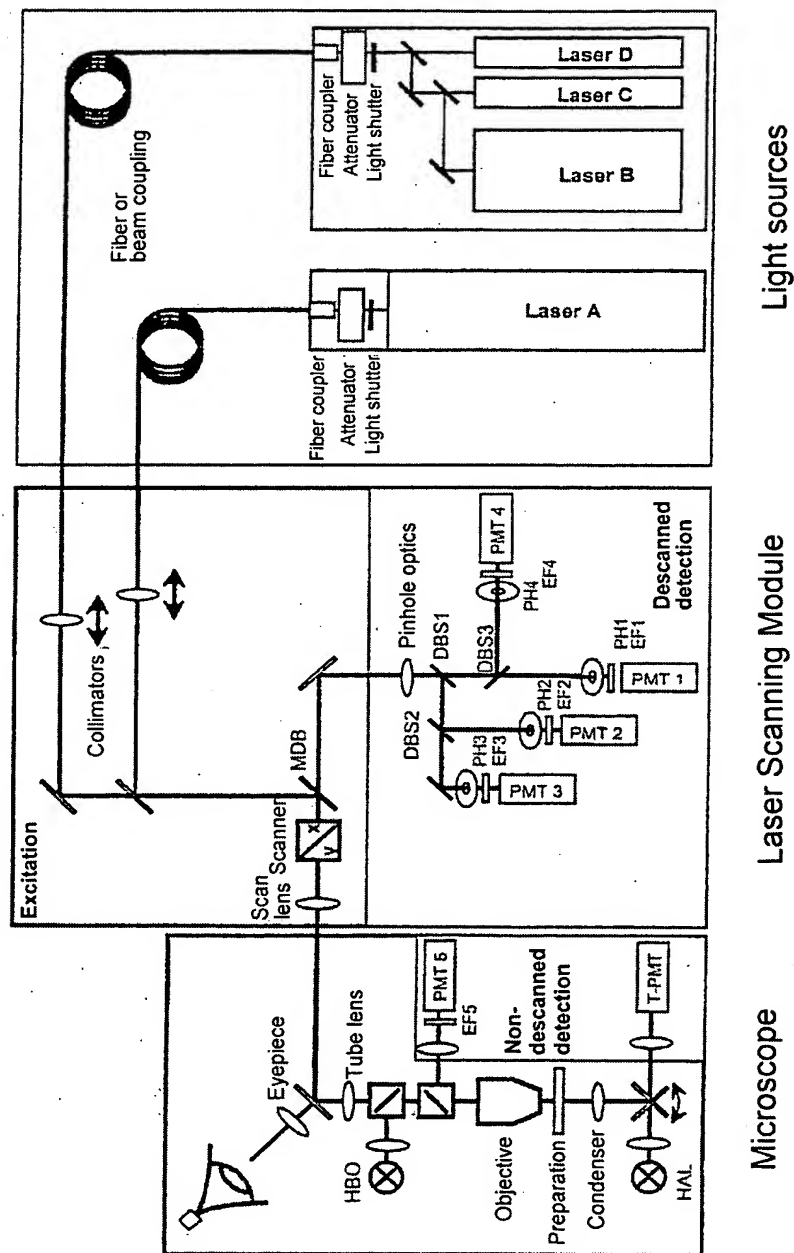 Light sources
Laser D
Laser C
Laser B
Fiber coupler
Attenuator
Light shutter
Fiber or
beam coupling
Laser A
Fiber coupler
Attenuator
Light shutter
Laser Scanning Module
Excitation
Collimators
MDB
Scanner
x
y
Scan
lens
Pinhole optics
DBS1
DBS2
DBS3
PMT 4
PH4
EF4
Descanned
detection
PH1
EF1
PMT 1
PH2
EF2
PMT 2
PH3
EF3
PMT 3
Microscope
Eyepiece
Tube lens
HBO
PMT 5
EF5
Non-
descanned
detection
Objective
Preparation
Condenser
T-PMT
HAL